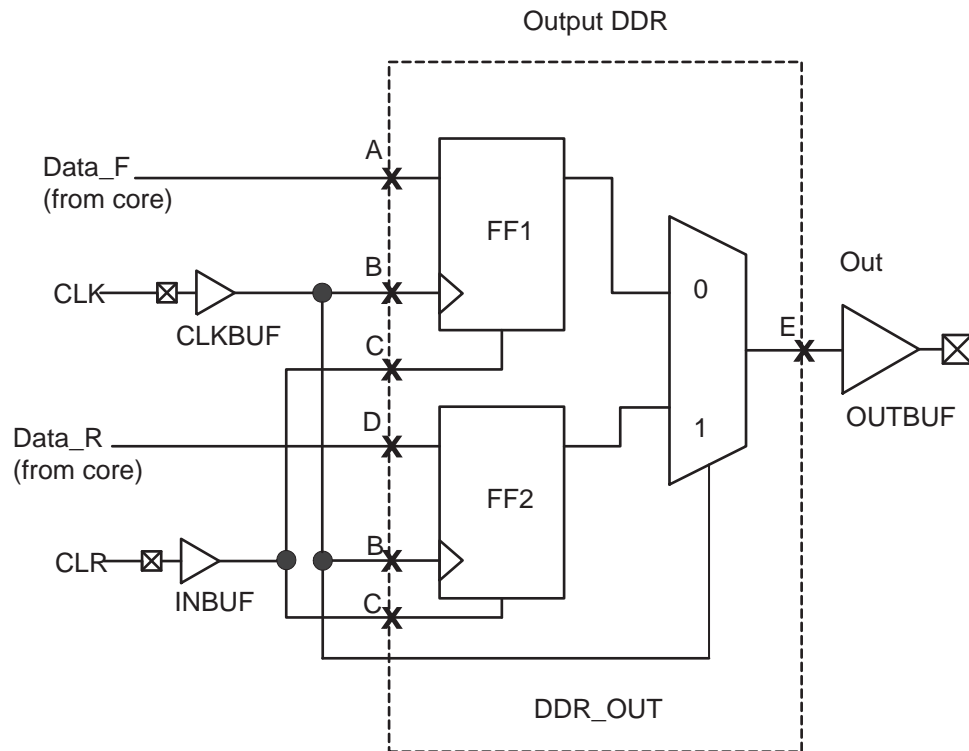 Output DDR
A
Data_F
(from core)
FF1
B
Out
CLK
0
CLKBUF
E
C
OUTBUF
D
Data_R
(from core)
1
FF2
B
CLR
INBUF
C
DDR_OUT